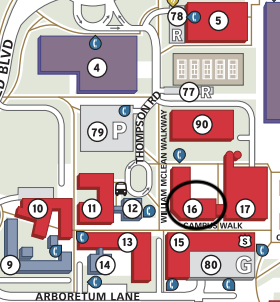 78
5
R
4
77 R
79 P
90
THOMPSON RD
WILLIAM MCLEAN WALKWAY
D BLVD
10
11
12
16
17
CAMPUS WALK
9
14
13
15
S
80 G
ARBORETUM LANE